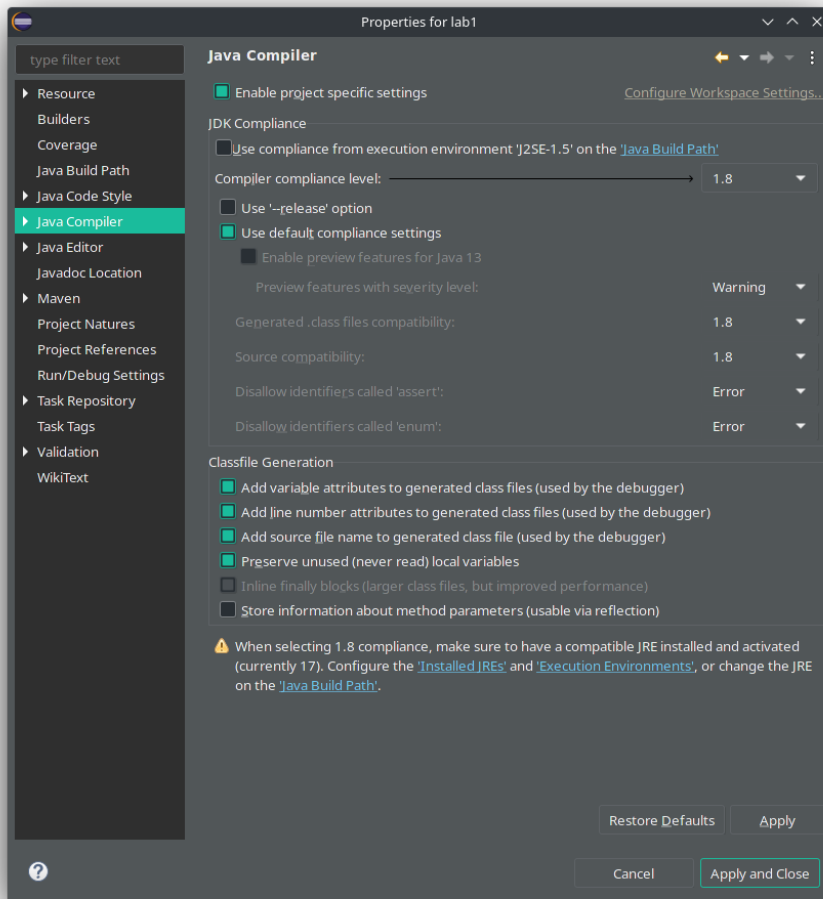 Properties for lab1
type filter text
Resource
Builders
Coverage
Java Build Path
Java Code Style
Java Compiler
Java Editor
Javadoc Location
Maven
Project Natures
Project References
Run/Debug Settings
Task Repository
Task Tags
Validation
WikiText
Java Compiler
Enable project specific settings
Configure Workspace Settings...
JDK Compliance
Use compliance from execution environment 'J2SE-1.5' on the 'Java Build Path'
Compiler compliance level: 1.8
Use '--release' option
Use default compliance settings
Enable preview features for Java 13
Preview features with severity level: Warning
Generated .class files compatibility: 1.8
Source compatibility: 1.8
Disallow identifiers called 'assert': Error
Disallow identifiers called 'enum': Error
Classfile Generation
Add variable attributes to generated class files (used by the debugger)
Add line number attributes to generated class files (used by the debugger)
Add source file name to generated class file (used by the debugger)
Preserve unused (never read) local variables
Inline finally blocks (larger class files, but improved performance)
Store information about method parameters (usable via reflection)
When selecting 1.8 compliance, make sure to have a compatible JRE installed and activated
(currently 17). Configure the 'Installed JREs' and 'Execution Environments', or change the JRE
on the 'Java Build Path'.
Restore Defaults
Apply
?
Cancel
Apply and Close